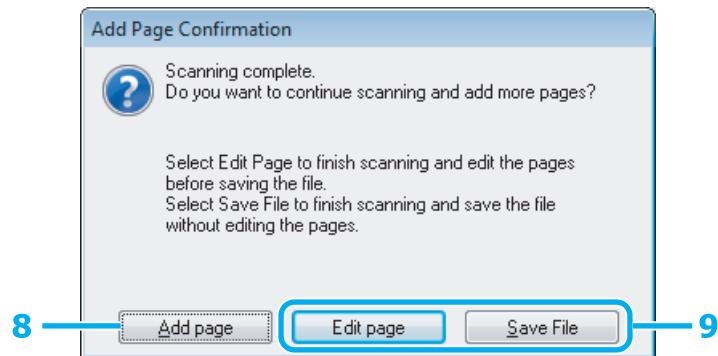 Add Page Confirmation
Scanning complete.
Do you want to continue scanning and add more pages?
Select Edit Page to finish scanning and edit the pages
before saving the file.
Select Save File to finish scanning and save the file
without editing the pages.
8 Add page Edit page Save File 9